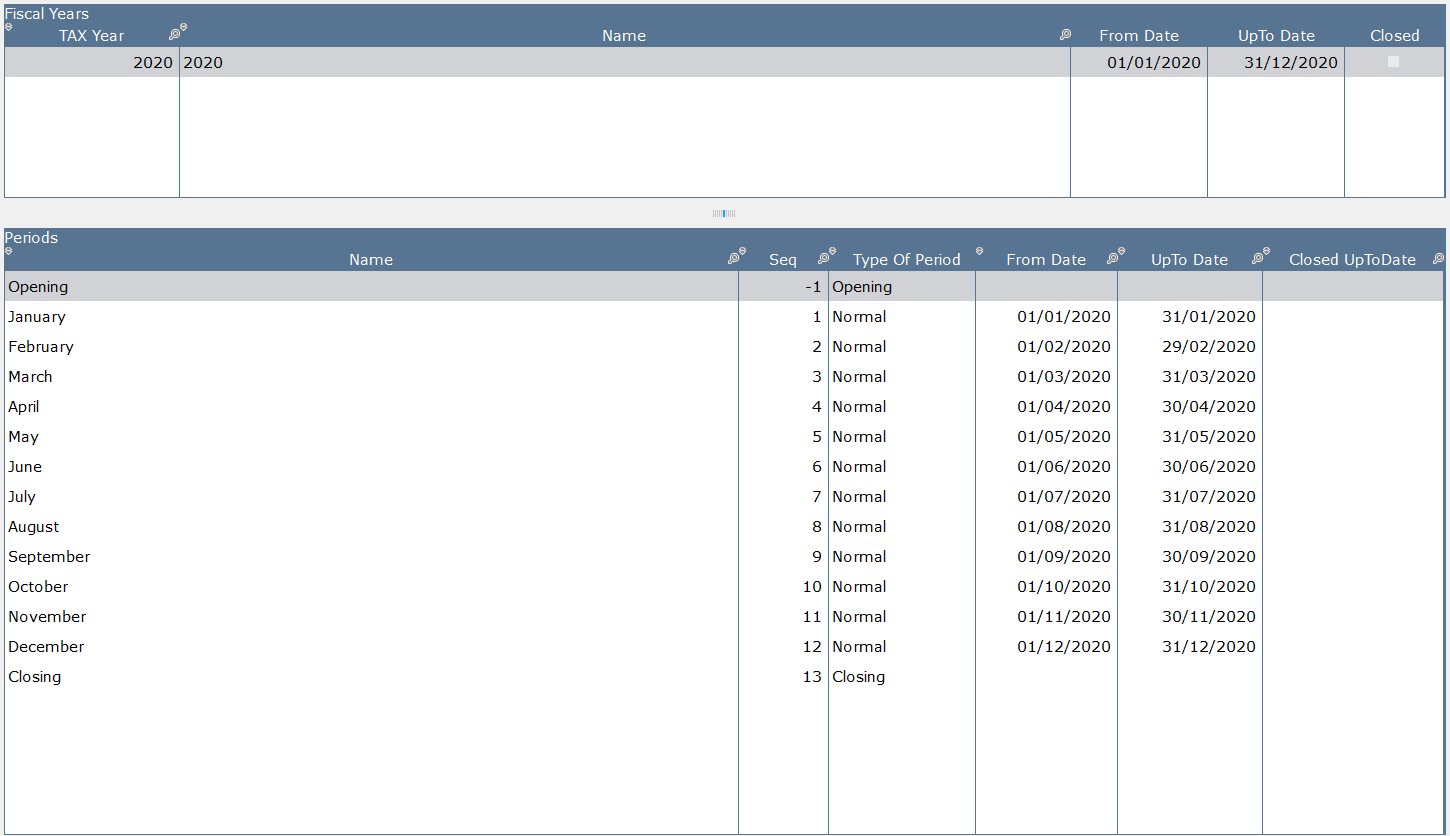 Fiscal Years
TAX Year Name From Date UpTo Date Closed
2020 2020 01/01/2020 31/12/2020
Periods
Name Seq Type Of Period From Date UpTo Date Closed UpToDate
Opening -1 Opening
January 1 Normal 01/01/2020 31/01/2020
February 2 Normal 01/02/2020 29/02/2020
March 3 Normal 01/03/2020 31/03/2020
April 4 Normal 01/04/2020 30/04/2020
May 5 Normal 01/05/2020 31/05/2020
June 6 Normal 01/06/2020 30/06/2020
July 7 Normal 01/07/2020 31/07/2020
August 8 Normal 01/08/2020 31/08/2020
September 9 Normal 01/09/2020 30/09/2020
October 10 Normal 01/10/2020 31/10/2020
November 11 Normal 01/11/2020 30/11/2020
December 12 Normal 01/12/2020 31/12/2020
Closing 13 Closing